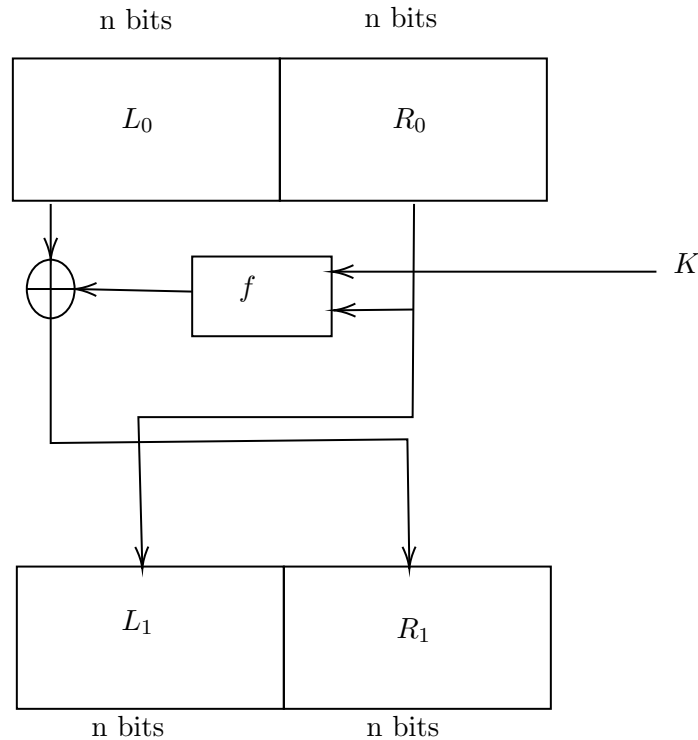 n bits n bits
L₀ R₀
K
f
L₁ R₁
n bits n bits